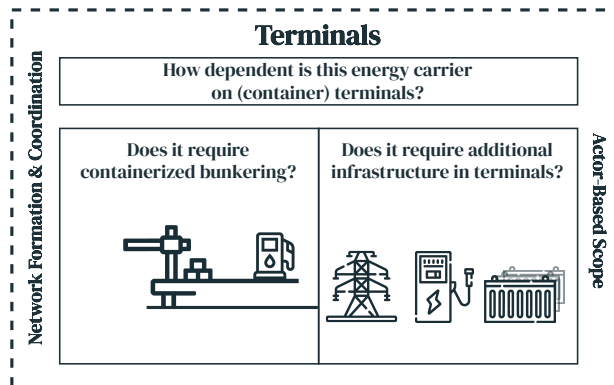 Terminals
How dependent is this energy carrier
on (container) terminals?
Network Formation & Coordination
Does it require
containerized bunkering?
Does it require additional
infrastructure in terminals?
Actor-Based Scope